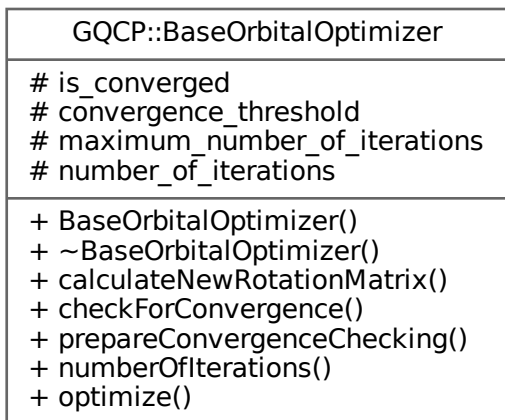 GQCP::BaseOrbitalOptimizer
# is_converged
# convergence_threshold
# maximum_number_of_iterations
# number_of_iterations
+ BaseOrbitalOptimizer()
+ ~BaseOrbitalOptimizer()
+ calculateNewRotationMatrix()
+ checkForConvergence()
+ prepareConvergenceChecking()
+ numberOfIterations()
+ optimize()